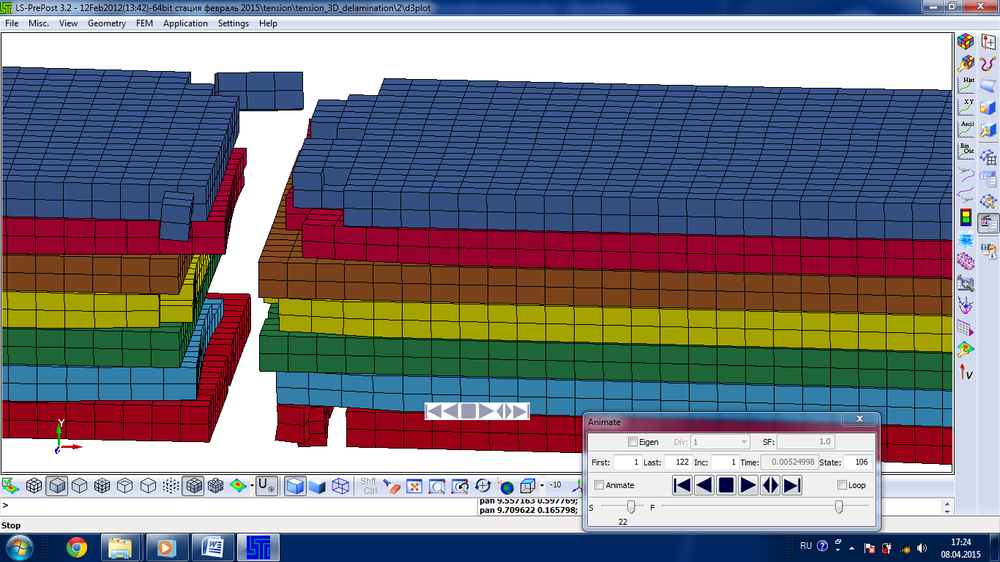 LS-PrePost 3.2 - 12Feb2012(13:42)-64bit стация февраль 2015\tension\tension_3D_delamination\2\d3plot
File Misc. View Geometry FEM Application Settings Help
Hist
X Y
Ascii
Bin
Out
V
Y
Animate
Eigen Div: 1 SF: 1.0
First: 1 Last: 122 Inc: 1 Time: 0.00524998 State: 106
Animate Loop
S F
22
U*
Shft
Ctrl
-10
>
pan 9.557163 0.597769;
pan 9.709622 0.165798;
Stop
RU
17:24
08.04.2015